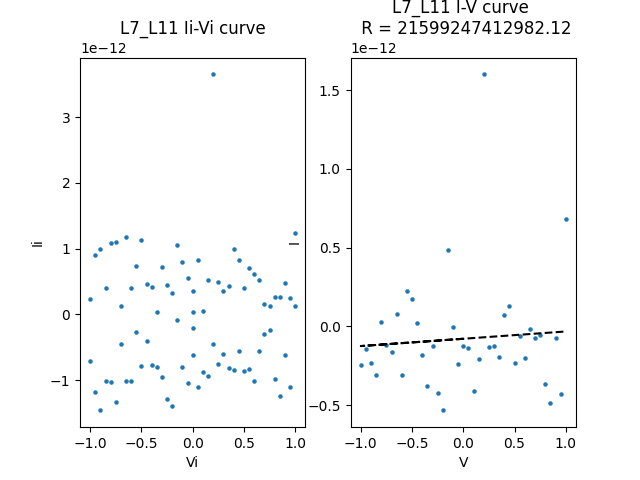 L7_L11 Ii-Vi curve
1e−12
3
2
1
0
−1
Ii
−1.0 −0.5 0.0 0.5 1.0
Vi
L7_L11 I-V curve
R = 21599247412982.12
1e−12
1.5
1.0
0.5
0.0
−0.5
I
−1.0 −0.5 0.0 0.5 1.0
V